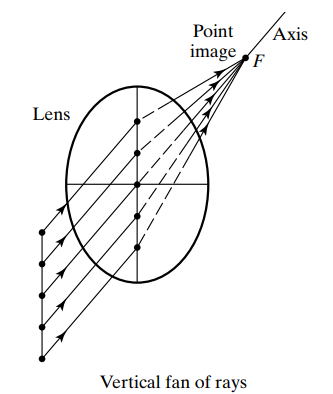 Point
image
Axis
F
Lens
Vertical fan of rays